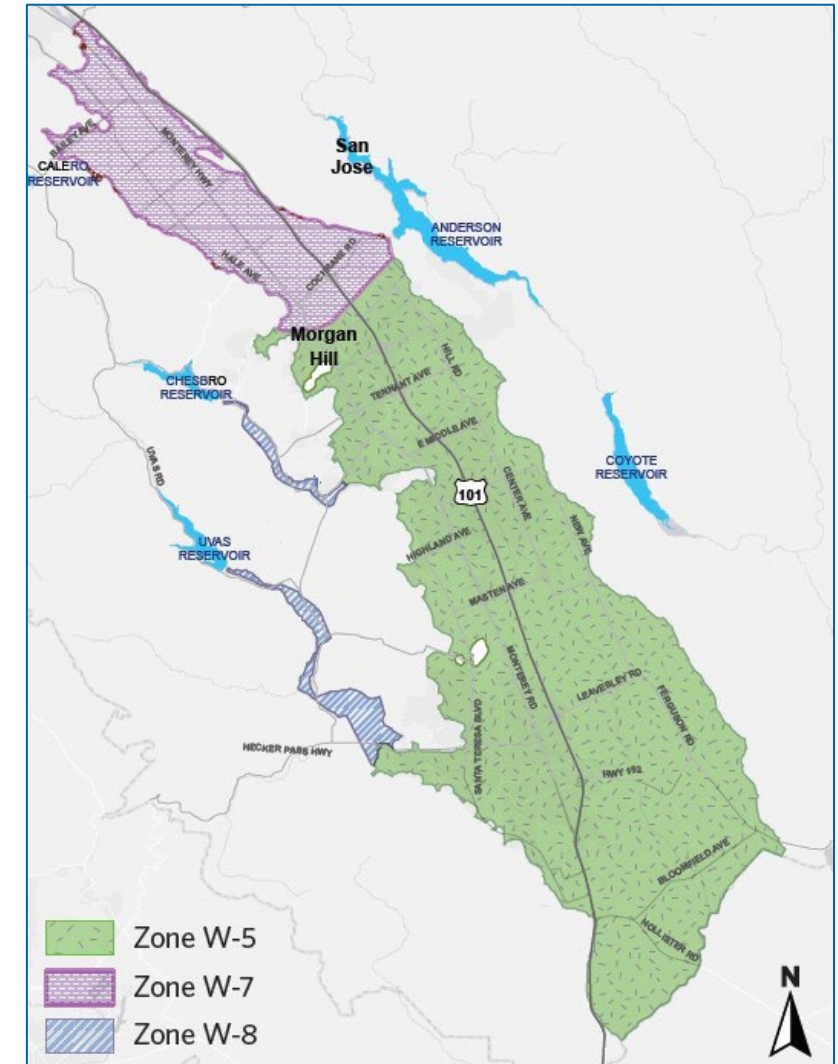 San
Jose
BAILEY AVE
MONTEREY HWY
CALERO
RESERVOIR
ANDERSON
RESERVOIR
HALE AVE
COCHRANE RD
Morgan
Hill
HILL RD
CHESBRO
RESERVOIR
TENNANT AVE
E MIDDLE AVE
UVAS RD
COYOTE
RESERVOIR
101
CENTER AVE
NEW AVE
UVAS
RESERVOIR
HIGHLAND AVE
MASTEN AVE
MONTEREY RD
LEAVESLEY RD
FERGUSON RD
SANTA TERESA BLVD
HECKER PASS HWY
HWY 152
BLOOMFIELD AVE
HOLLISTER RD
Zone W-5
Zone W-7
Zone W-8
N